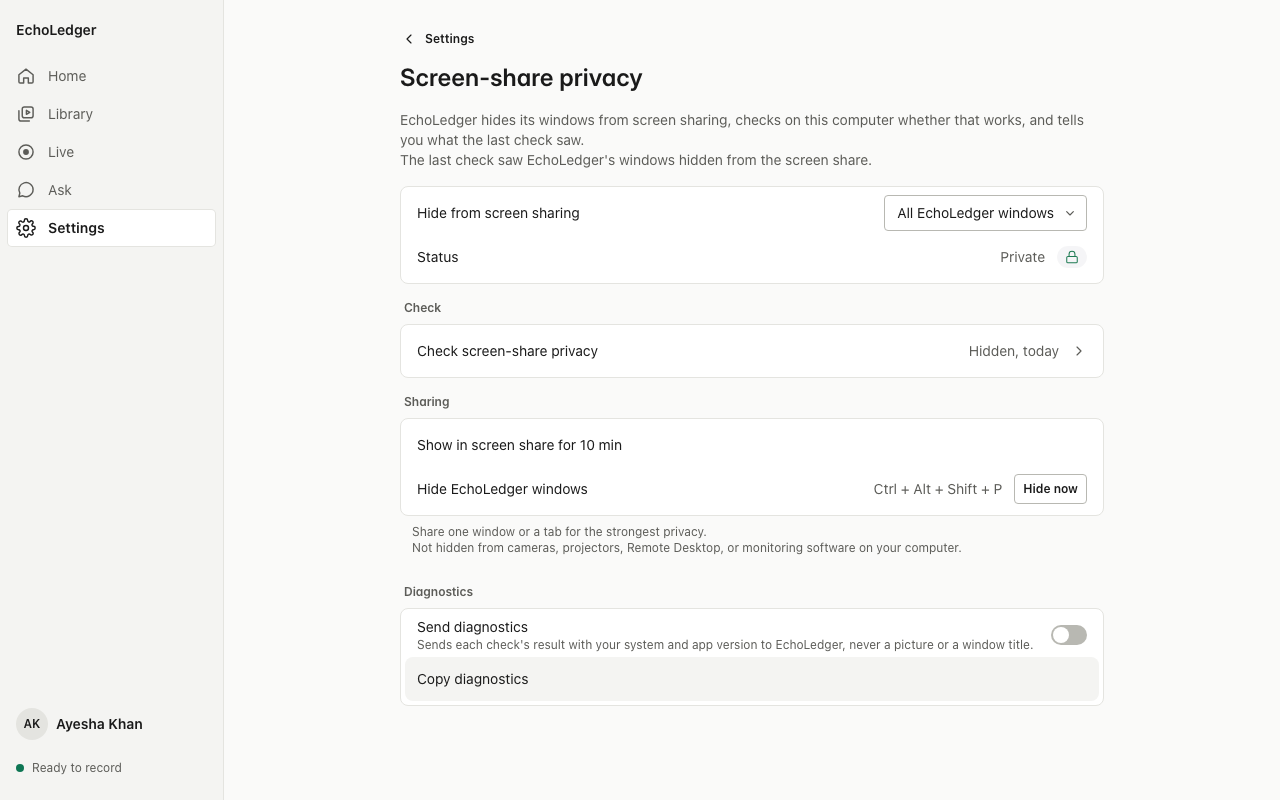 EchoLedger
Home
Library
Live
Ask
Settings
AK
Ayesha Khan
Ready to record
Settings
Screen-share privacy
EchoLedger hides its windows from screen sharing, checks on this computer whether that works, and tells
you what the last check saw.
The last check saw EchoLedger's windows hidden from the screen share.
Hide from screen sharing
All EchoLedger windows
Status
Private
Check
Check screen-share privacy
Hidden, today
Sharing
Show in screen share for 10 min
Hide EchoLedger windows
Ctrl + Alt + Shift + P
Hide now
Share one window or a tab for the strongest privacy.
Not hidden from cameras, projectors, Remote Desktop, or monitoring software on your computer.
Diagnostics
Send diagnostics
Sends each check's result with your system and app version to EchoLedger, never a picture or a window title.
Copy diagnostics